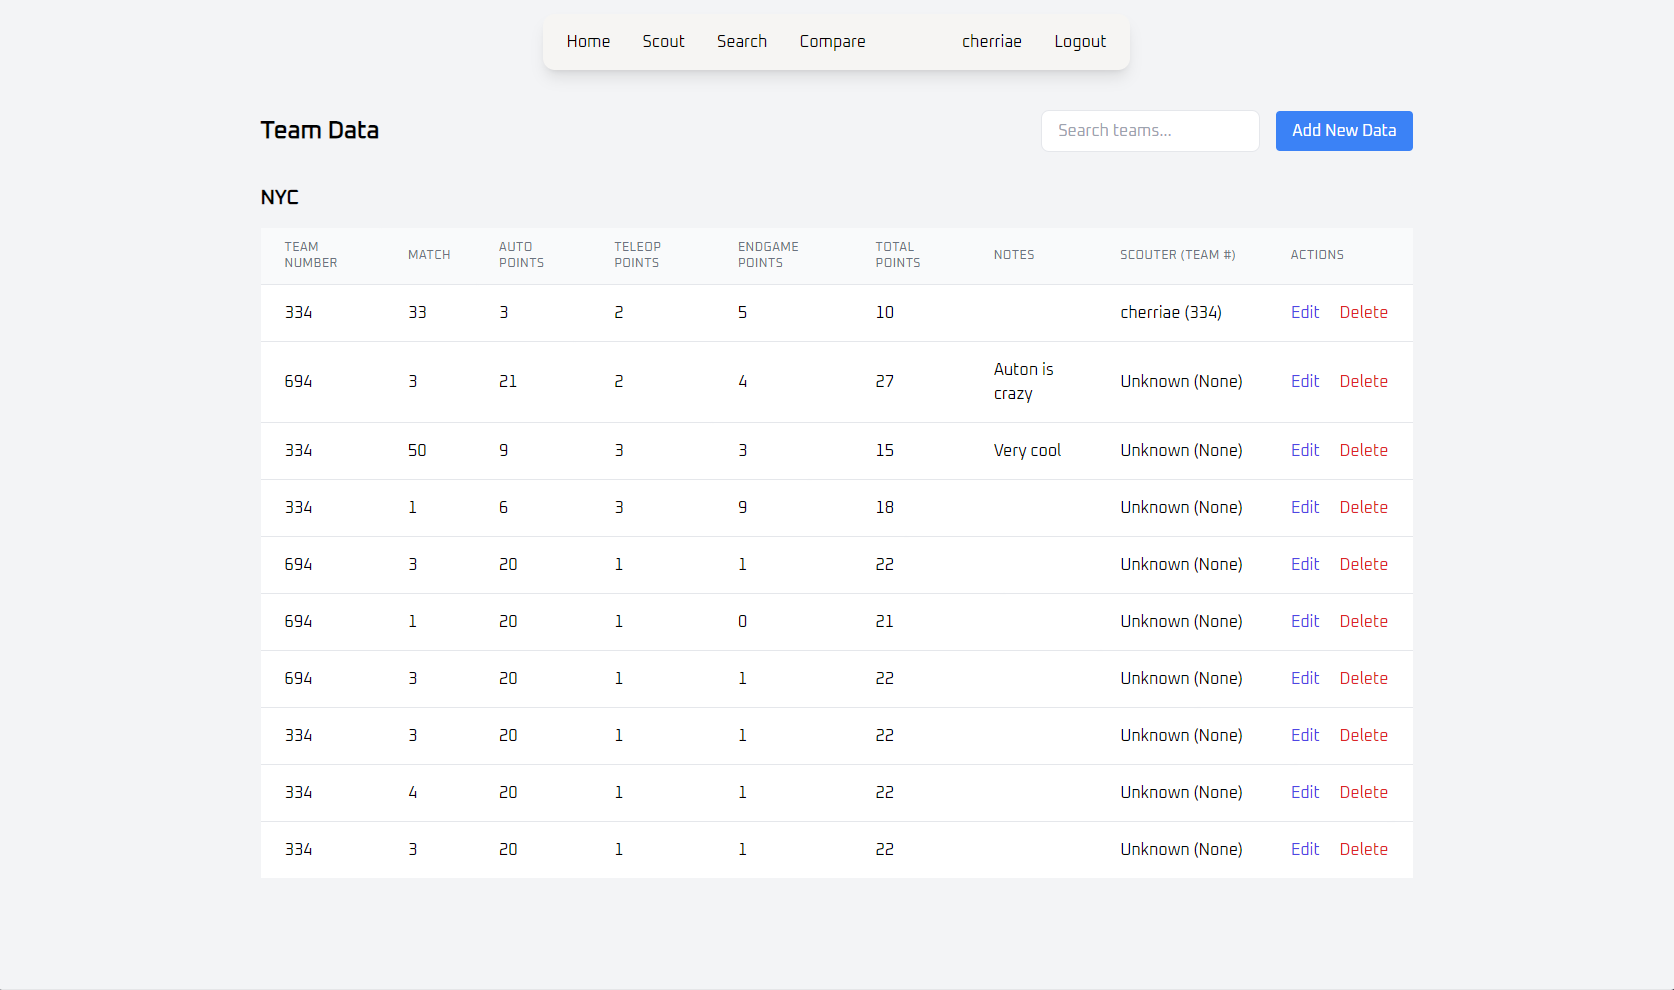 Home Scout Search Compare cherriae Logout
Team Data Search teams... Add New Data
NYC
TEAM NUMBER MATCH AUTO POINTS TELEOP POINTS ENDGAME POINTS TOTAL POINTS NOTES SCOUTER (TEAM #) ACTIONS
334 33 3 2 5 10 cherriae (334) Edit Delete
694 3 21 2 4 27 Auton is crazy Unknown (None) Edit Delete
334 50 9 3 3 15 Very cool Unknown (None) Edit Delete
334 1 6 3 9 18 Unknown (None) Edit Delete
694 3 20 1 1 22 Unknown (None) Edit Delete
694 1 20 1 0 21 Unknown (None) Edit Delete
694 3 20 1 1 22 Unknown (None) Edit Delete
334 3 20 1 1 22 Unknown (None) Edit Delete
334 4 20 1 1 22 Unknown (None) Edit Delete
334 3 20 1 1 22 Unknown (None) Edit Delete